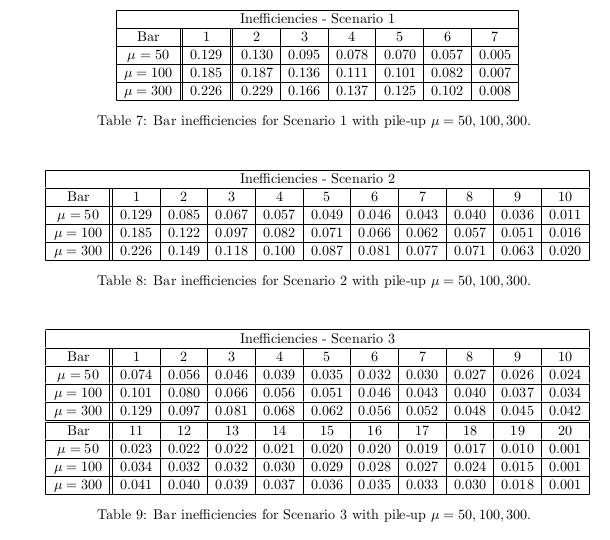 Inefficiencies - Scenario 1
Bar 1 2 3 4 5 6 7
μ = 50 0.129 0.130 0.095 0.078 0.070 0.057 0.005
μ = 100 0.185 0.187 0.136 0.111 0.101 0.082 0.007
μ = 300 0.226 0.229 0.166 0.137 0.125 0.102 0.008
Table 7: Bar inefficiencies for Scenario 1 with pile-up μ = 50, 100, 300.
Inefficiencies - Scenario 2
Bar 1 2 3 4 5 6 7 8 9 10
μ = 50 0.129 0.085 0.067 0.057 0.049 0.046 0.043 0.040 0.036 0.011
μ = 100 0.185 0.122 0.097 0.082 0.071 0.066 0.062 0.057 0.051 0.016
μ = 300 0.226 0.149 0.118 0.100 0.087 0.081 0.077 0.071 0.063 0.020
Table 8: Bar inefficiencies for Scenario 2 with pile-up μ = 50, 100, 300.
Inefficiencies - Scenario 3
Bar 1 2 3 4 5 6 7 8 9 10
μ = 50 0.074 0.056 0.046 0.039 0.035 0.032 0.030 0.027 0.026 0.024
μ = 100 0.101 0.080 0.066 0.056 0.051 0.046 0.043 0.040 0.037 0.034
μ = 300 0.129 0.097 0.081 0.068 0.062 0.056 0.052 0.048 0.045 0.042
Bar 11 12 13 14 15 16 17 18 19 20
μ = 50 0.023 0.022 0.022 0.021 0.020 0.020 0.019 0.017 0.010 0.001
μ = 100 0.034 0.032 0.032 0.030 0.029 0.028 0.027 0.024 0.015 0.001
μ = 300 0.041 0.040 0.039 0.037 0.036 0.035 0.033 0.030 0.018 0.001
Table 9: Bar inefficiencies for Scenario 3 with pile-up μ = 50, 100, 300.